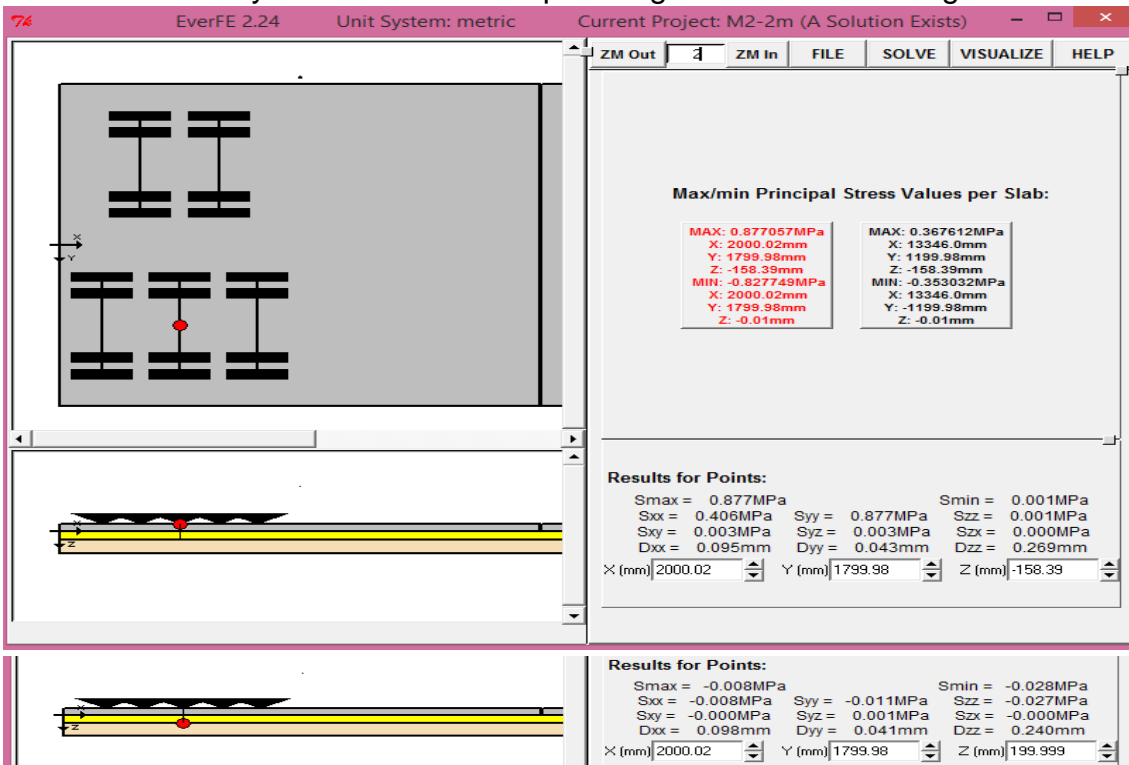 EverFE 2.24 Unit System: metric Current Project: M2-2m (A Solution Exists)
ZM Out 2 ZM In FILE SOLVE VISUALIZE HELP
X
Y
Max/min Principal Stress Values per Slab:
MAX: 0.877057MPa
X: 2000.02mm
Y: 1799.98mm
Z: -158.39mm
MIN: -0.827749MPa
X: 2000.02mm
Y: 1799.98mm
Z: -0.01mm
MAX: 0.367612MPa
X: 13346.0mm
Y: 1199.98mm
Z: -158.39mm
MIN: -0.353032MPa
X: 13346.0mm
Y: -1199.98mm
Z: -0.01mm
X
Z
Results for Points:
Smax = 0.877MPa Smin = 0.001MPa
Sxx = 0.406MPa Syy = 0.877MPa Szz = 0.001MPa
Sxy = 0.003MPa Syz = 0.003MPa Szx = 0.000MPa
Dxx = 0.095mm Dyy = 0.043mm Dzz = 0.269mm
X (mm) 2000.02 Y (mm) 1799.98 Z (mm) -158.39
X
Z
Results for Points:
Smax = -0.008MPa Smin = -0.028MPa
Sxx = -0.008MPa Syy = -0.011MPa Szz = -0.027MPa
Sxy = -0.000MPa Syz = 0.001MPa Szx = -0.000MPa
Dxx = 0.098mm Dyy = 0.041mm Dzz = 0.240mm
X (mm) 2000.02 Y (mm) 1799.98 Z (mm) 199.999